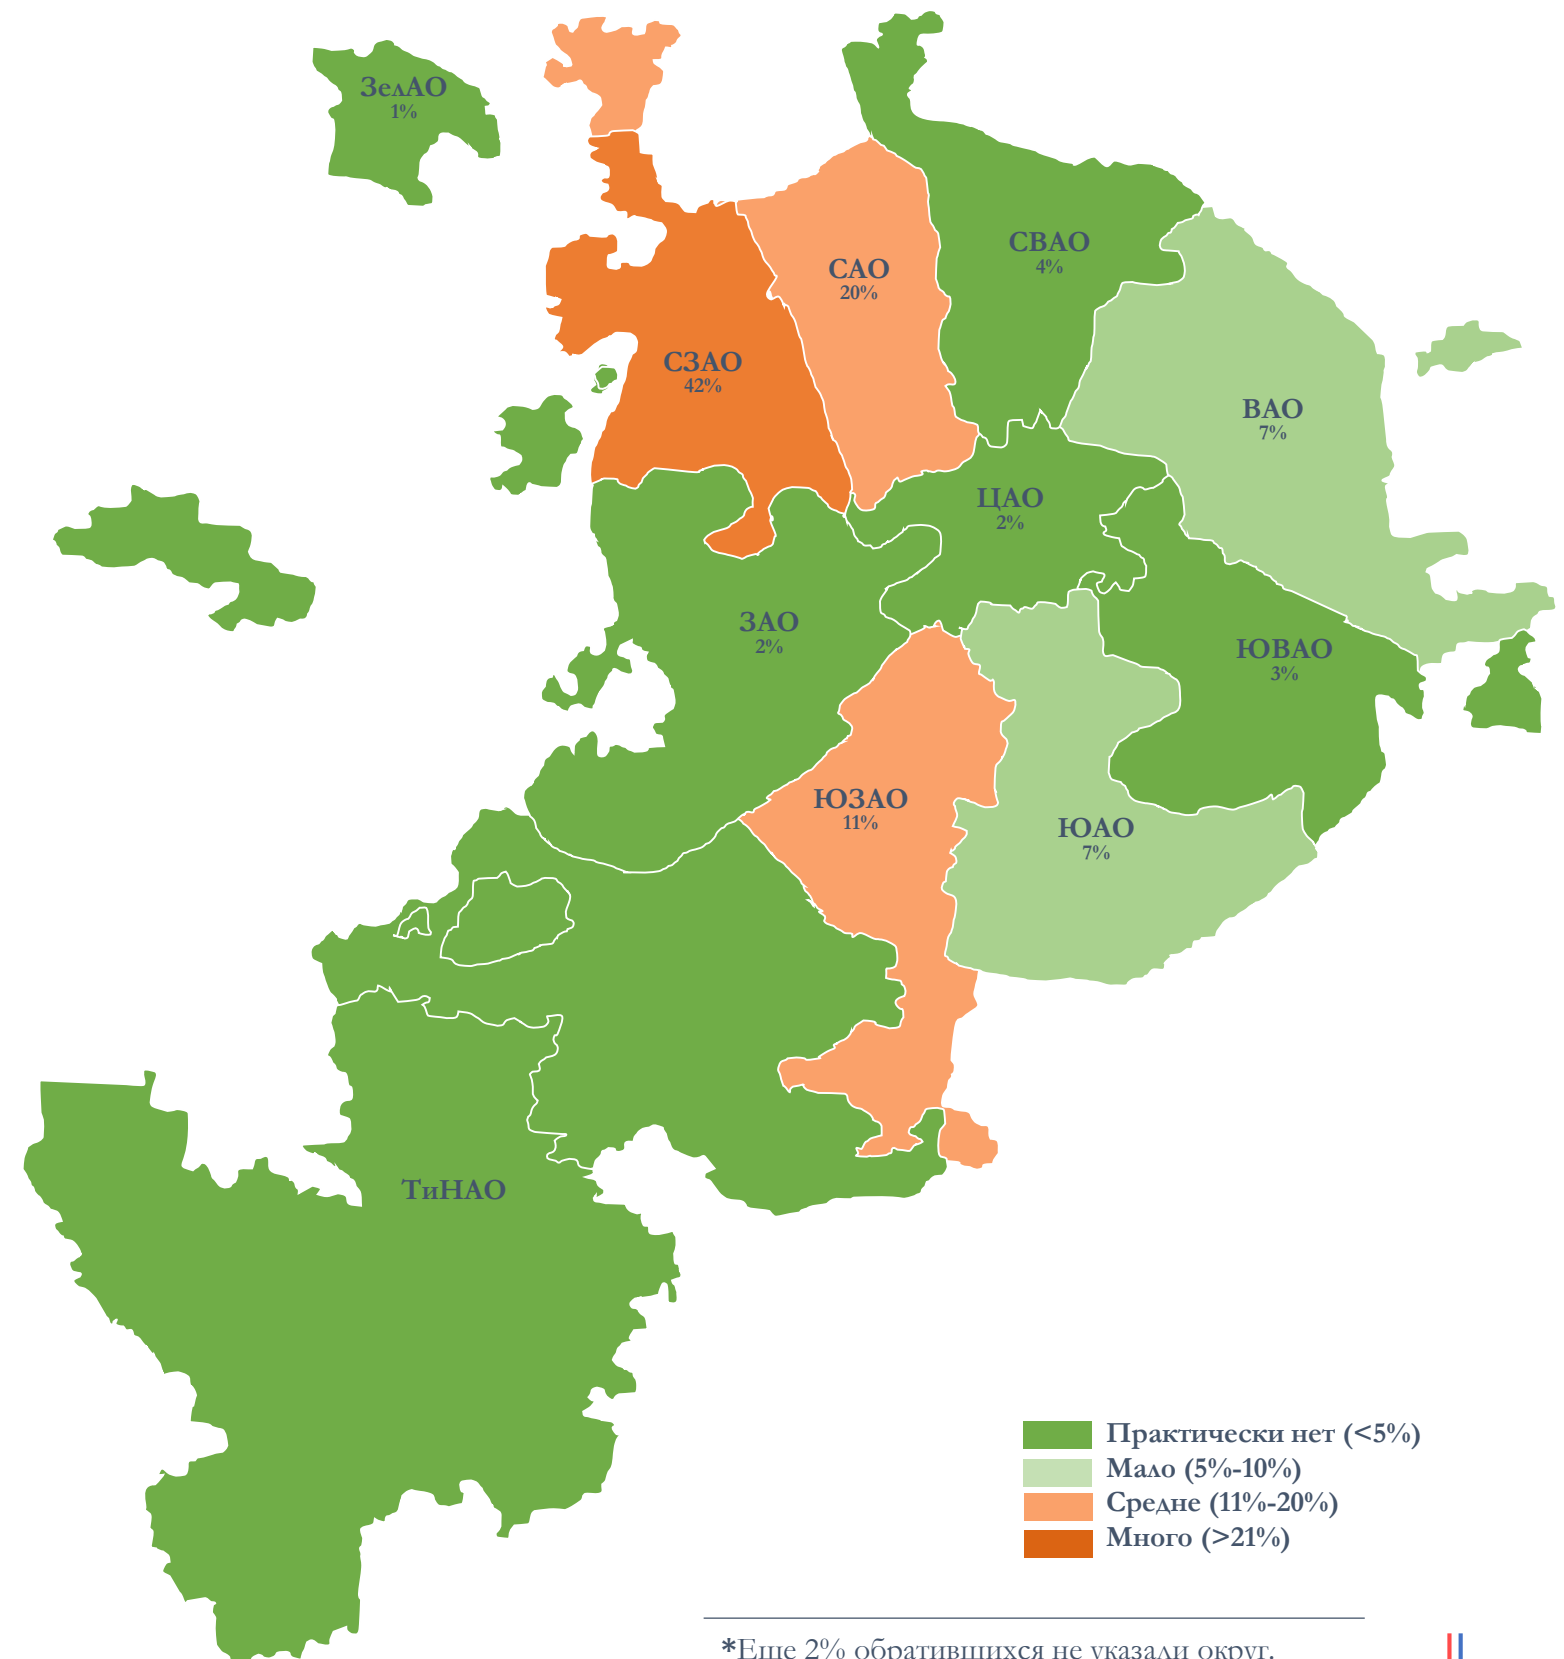 ЗелАО
1%
СВАО
4%
САО
20%
СЗАО
42%
ВАО
7%
ЦАО
2%
ЗАО
2%
ЮВАО
3%
ЮЗАО
11%
ЮАО
7%
ТиНАО
Практически нет (<5%)
Мало (5%-10%)
Средне (11%-20%)
Много (>21%)
*Еще 2% обратившихся не указали округ.